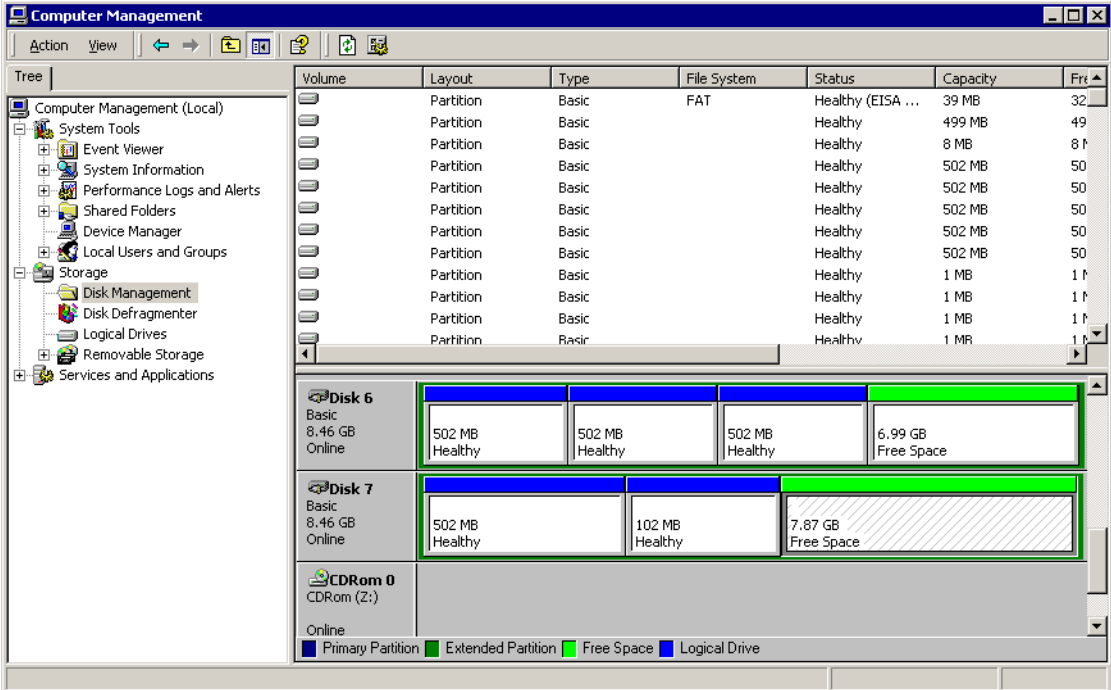 Computer Management
Action View
Tree
Computer Management (Local)
System Tools
Event Viewer
System Information
Performance Logs and Alerts
Shared Folders
Device Manager
Local Users and Groups
Storage
Disk Management
Disk Defragmenter
Logical Drives
Removable Storage
Services and Applications
Volume Layout Type File System Status Capacity Fre
Partition Basic FAT Healthy (EISA ... 39 MB 32
Partition Basic Healthy 499 MB 49
Partition Basic Healthy 8 MB 8 M
Partition Basic Healthy 502 MB 50
Partition Basic Healthy 502 MB 50
Partition Basic Healthy 502 MB 50
Partition Basic Healthy 502 MB 50
Partition Basic Healthy 502 MB 50
Partition Basic Healthy 1 MB 1 M
Partition Basic Healthy 1 MB 1 M
Partition Basic Healthy 1 MB 1 M
Partition Basic Healthy 1 MB 1 M
Disk 6
Basic
8.46 GB
Online
502 MB
Healthy
502 MB
Healthy
502 MB
Healthy
6.99 GB
Free Space
Disk 7
Basic
8.46 GB
Online
502 MB
Healthy
102 MB
Healthy
7.87 GB
Free Space
CDRom 0
CDRom (Z:)
Online
Primary Partition Extended Partition Free Space Logical Drive